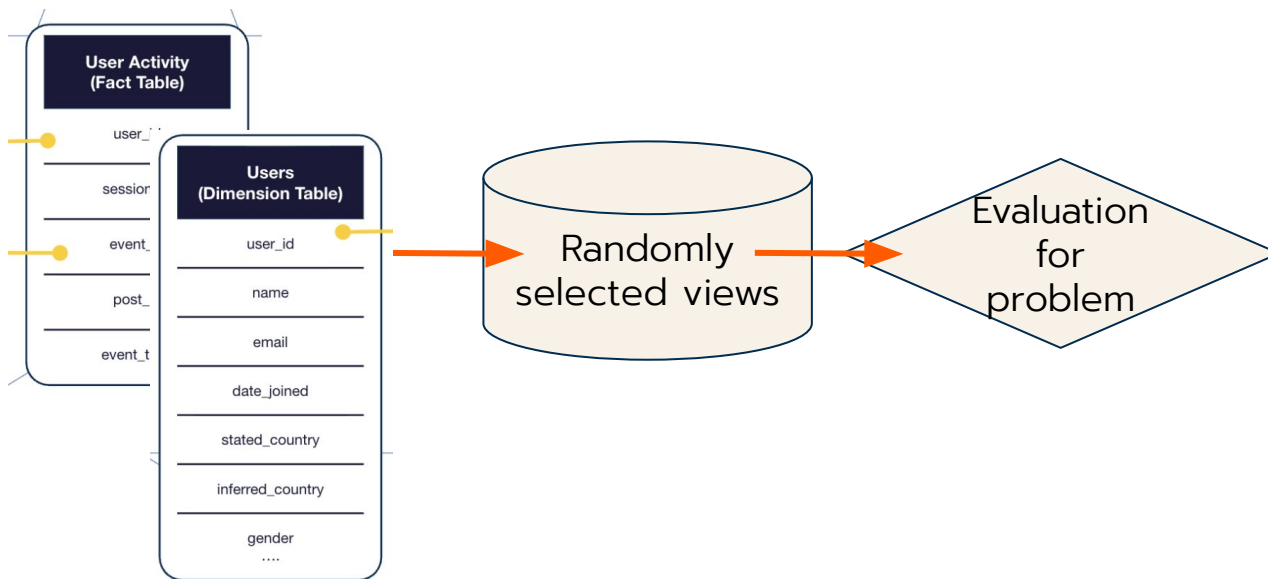 User Activity
(Fact Table)
user_
session
event_
post_
event_t
Users
(Dimension Table)
user_id
name
email
date_joined
stated_country
inferred_country
gender
....
Randomly
selected views
Evaluation
for
problem